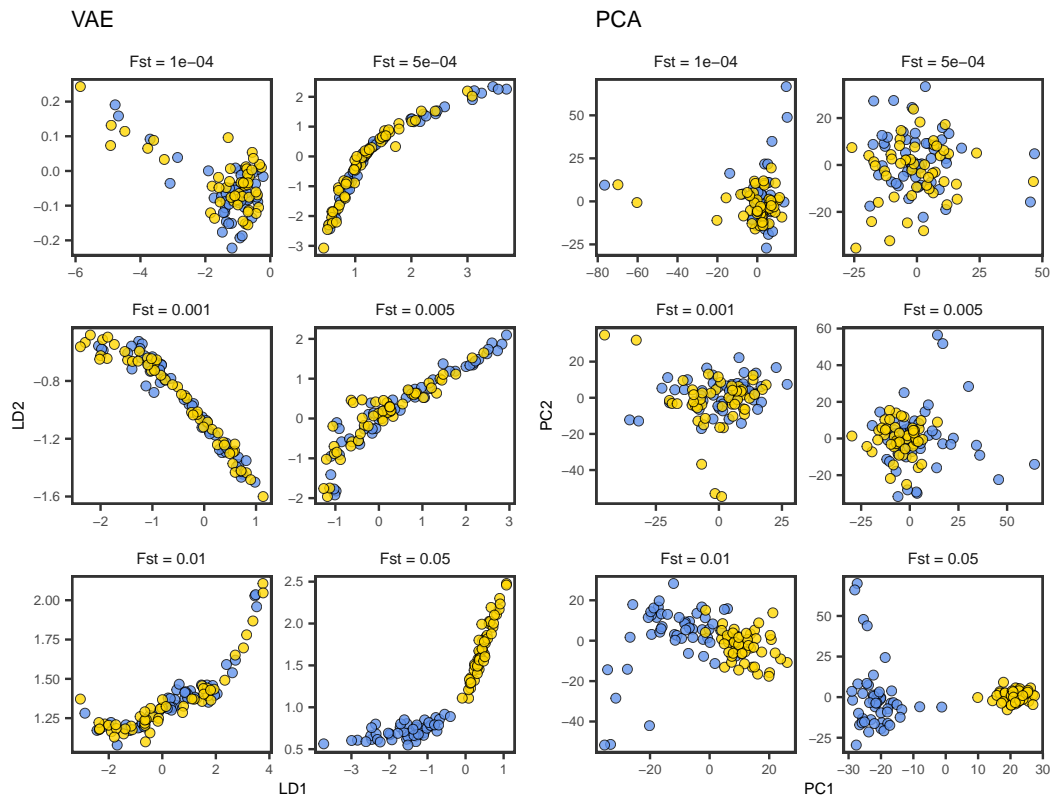 VAE PCA
Fst = 1e−04 Fst = 5e−04 Fst = 1e−04 Fst = 5e−04
0.2
0.1
0.0
−0.1
−0.2
−6 −4 −2 0
2
1
0
−1
−2
−3
1 2 3
50
25
0
−25
−80 −60 −40 −20 0
20
0
−20
−25 0 25 50
Fst = 0.001 Fst = 0.005 Fst = 0.001 Fst = 0.005
−0.8
−1.2
−1.6
−2 −1 0 1
2
1
0
−1
−2
−1 0 1 2 3
20
0
−20
−40
−25 0 25
60
40
20
0
−20
−30 0 30 60
Fst = 0.01 Fst = 0.05 Fst = 0.01 Fst = 0.05
2.00
1.75
1.50
1.25
−2 0 2 4
2.5
2.0
1.5
1.0
0.5
−3 −2 −1 0 1
20
0
−20
−40
−20 0 20
75
50
25
0
−25
−30 −20 −10 0 10 20 30
LD2
LD1
PC2
PC1